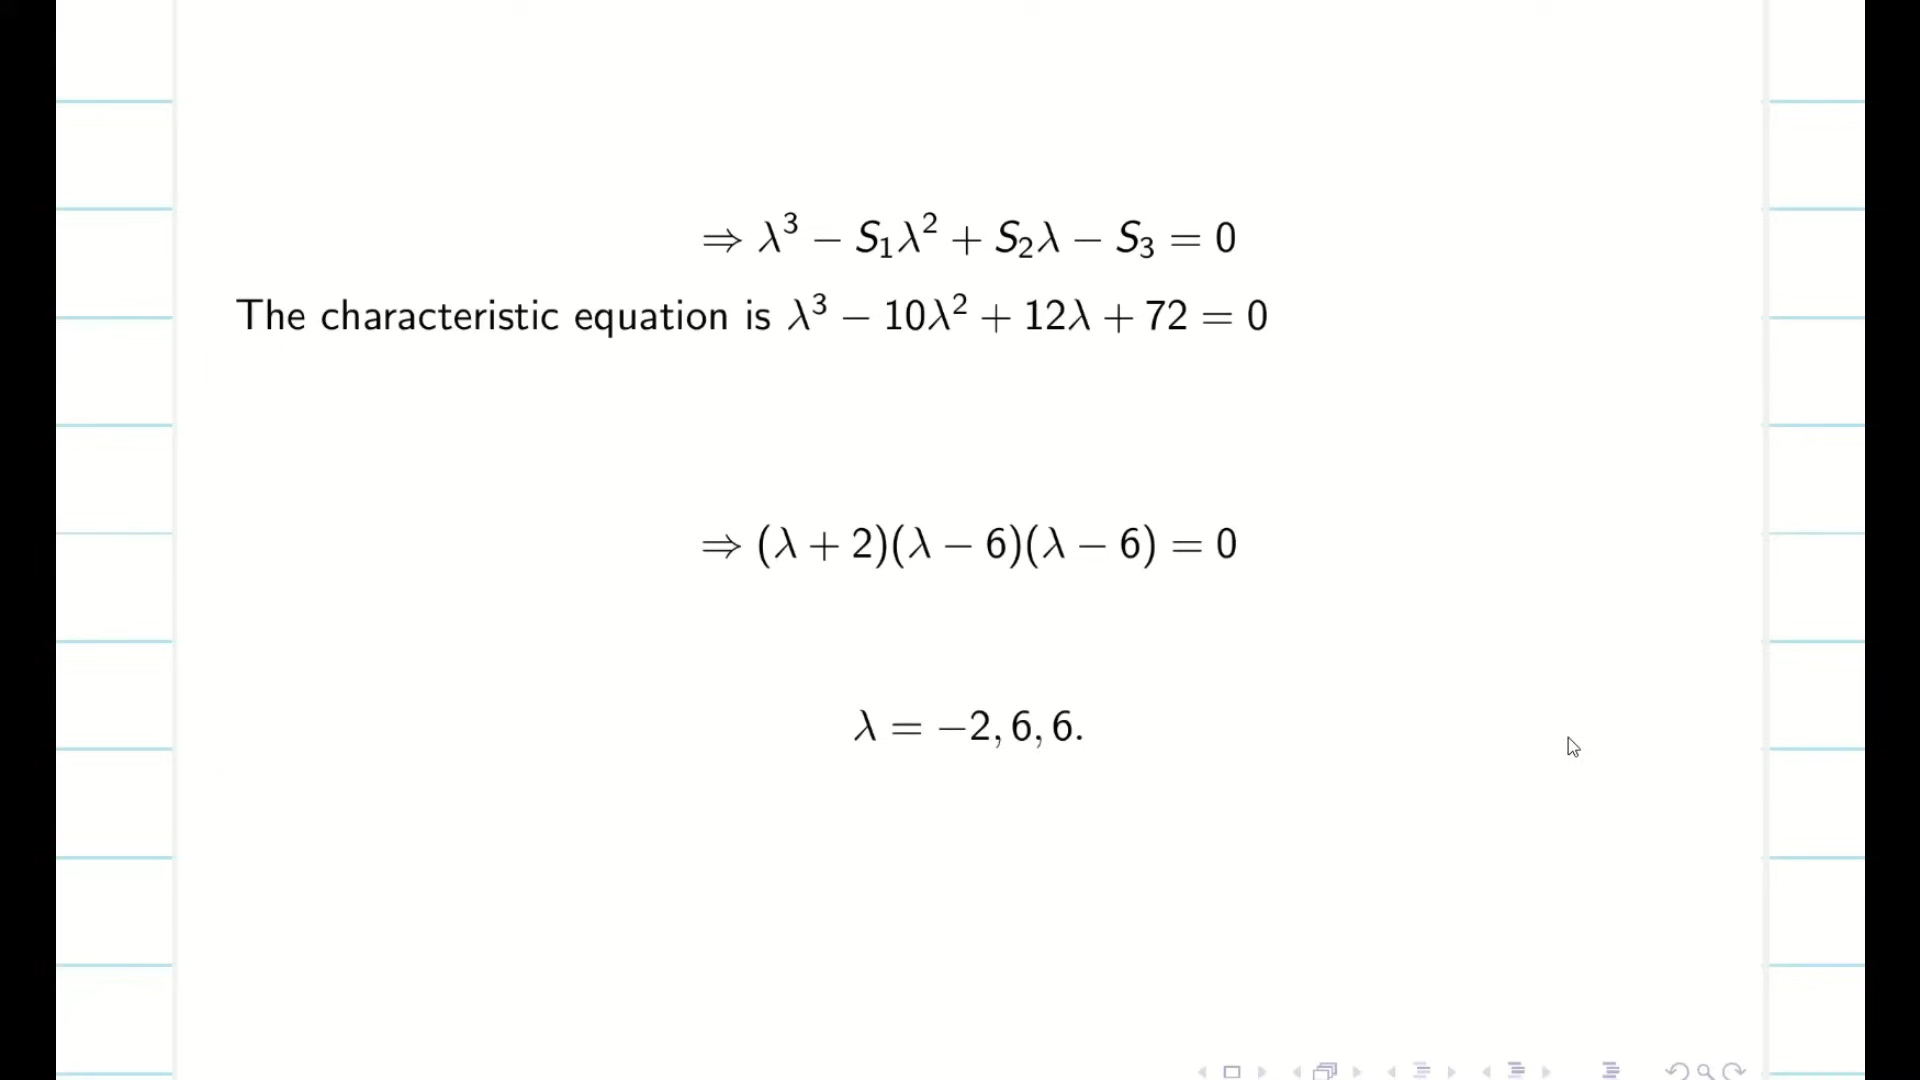 ⇒ λ³ − S₁λ² + S₂λ − S₃ = 0
The characteristic equation is λ³ − 10λ² + 12λ + 72 = 0
⇒ (λ + 2)(λ − 6)(λ − 6) = 0
λ = −2, 6, 6.